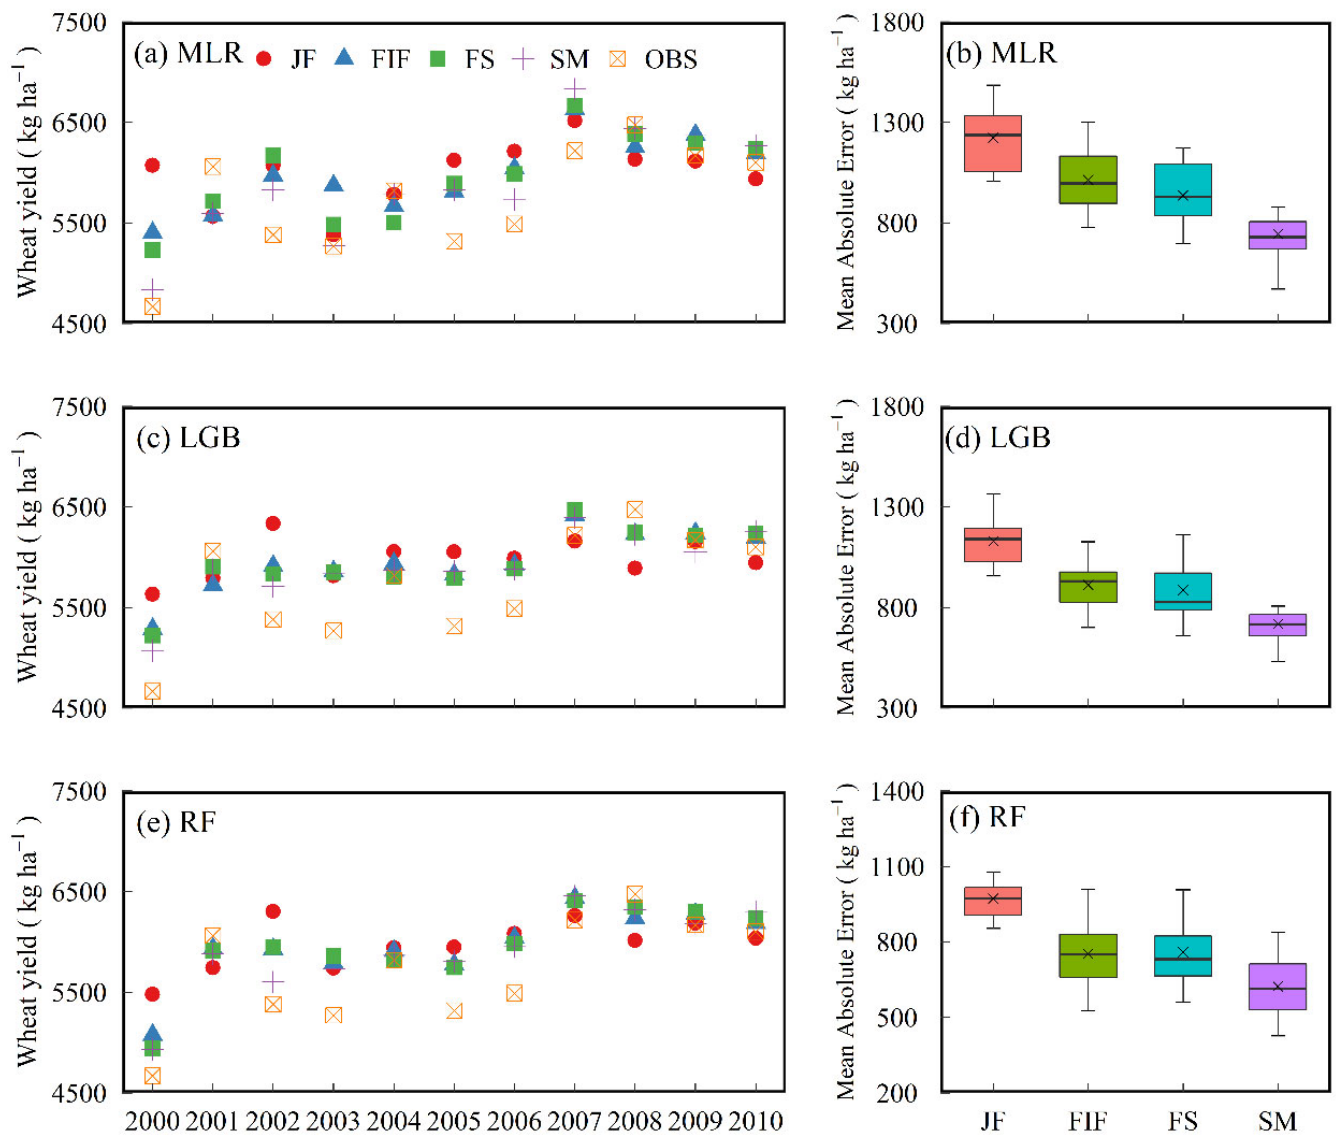 7500
6500
5500
4500
Wheat yield ( kg ha⁻¹ )
(a) MLR JF FIF FS SM OBS
1800
1300
800
300
Mean Absolute Error ( kg ha⁻¹ )
(b) MLR
7500
6500
5500
4500
Wheat yield ( kg ha⁻¹ )
(c) LGB
1800
1300
800
300
Mean Absolute Error ( kg ha⁻¹ )
(d) LGB
7500
6500
5500
4500
Wheat yield ( kg ha⁻¹ )
(e) RF
2000 2001 2002 2003 2004 2005 2006 2007 2008 2009 2010
1400
1100
800
500
200
Mean Absolute Error ( kg ha⁻¹ )
(f) RF
JF FIF FS SM